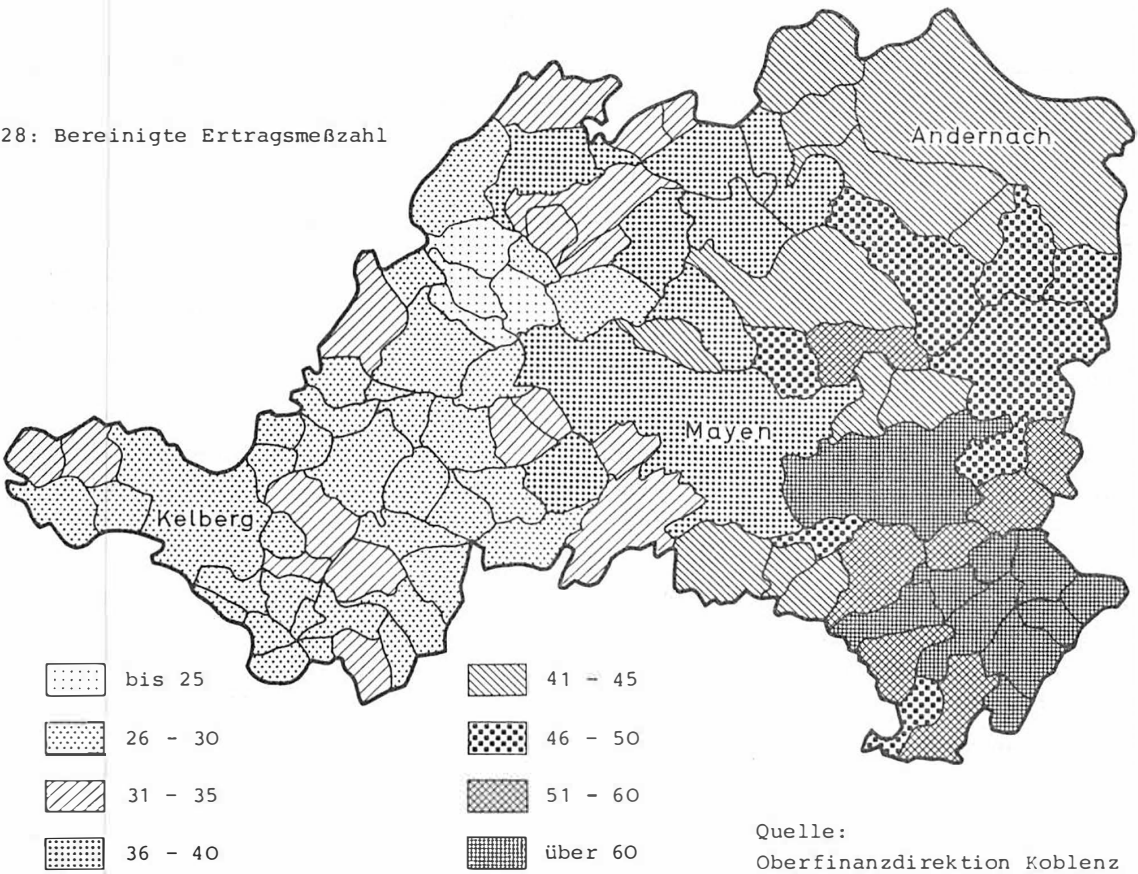 28: Bereinigte Ertragsmeßzahl
Andernach
Mayen
Kelberg
bis 25
26 - 30
31 - 35
36 - 40
41 - 45
46 - 50
51 - 60
über 60
Quelle:
Oberfinanzdirektion Koblenz